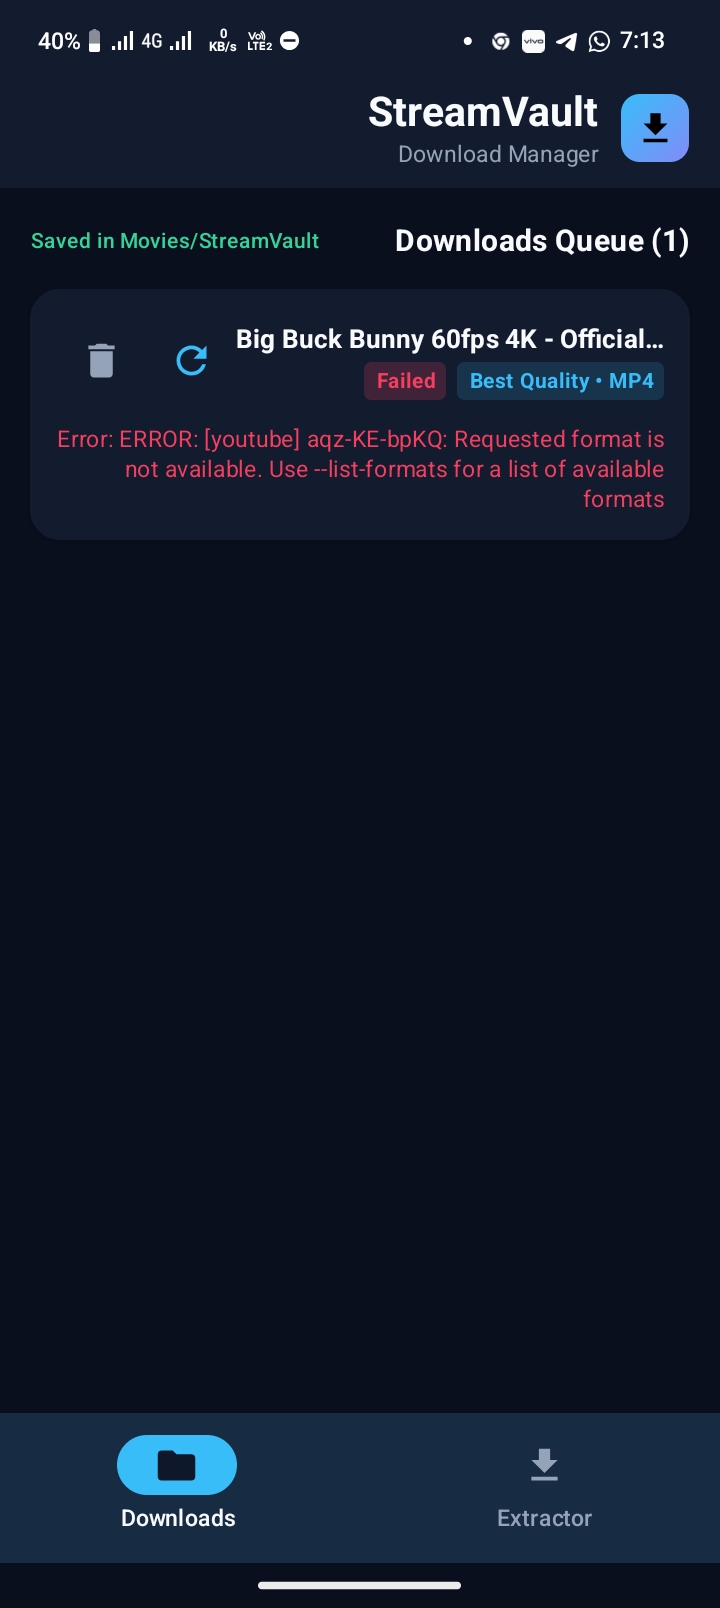 40% 4G 0 KB/s Vo) LTE2 vivo 7:13
StreamVault
Download Manager
Saved in Movies/StreamVault
Downloads Queue (1)
Big Buck Bunny 60fps 4K - Official...
Failed
Best Quality • MP4
Error: ERROR: [youtube] aqz-KE-bpKQ: Requested format is
not available. Use --list-formats for a list of available
formats
Downloads
Extractor